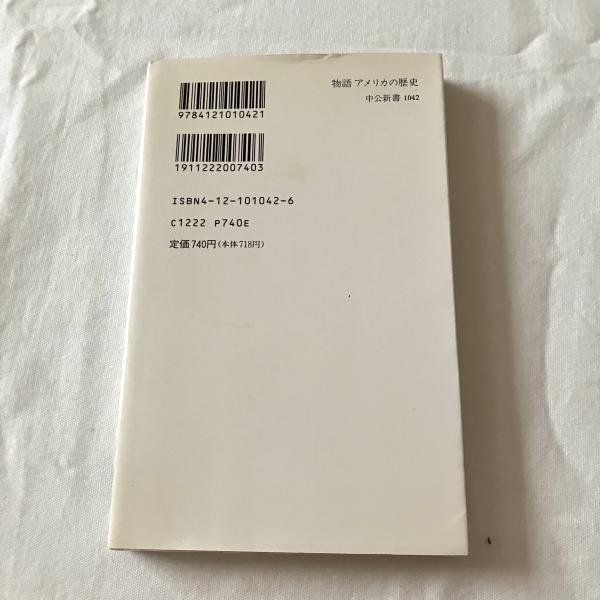 物語 アメリカの歴史
中公新書 1042
9784121010421
1911222007403
ISBN4-12-101042-6
C1222 P740E
定価740円(本体718円)